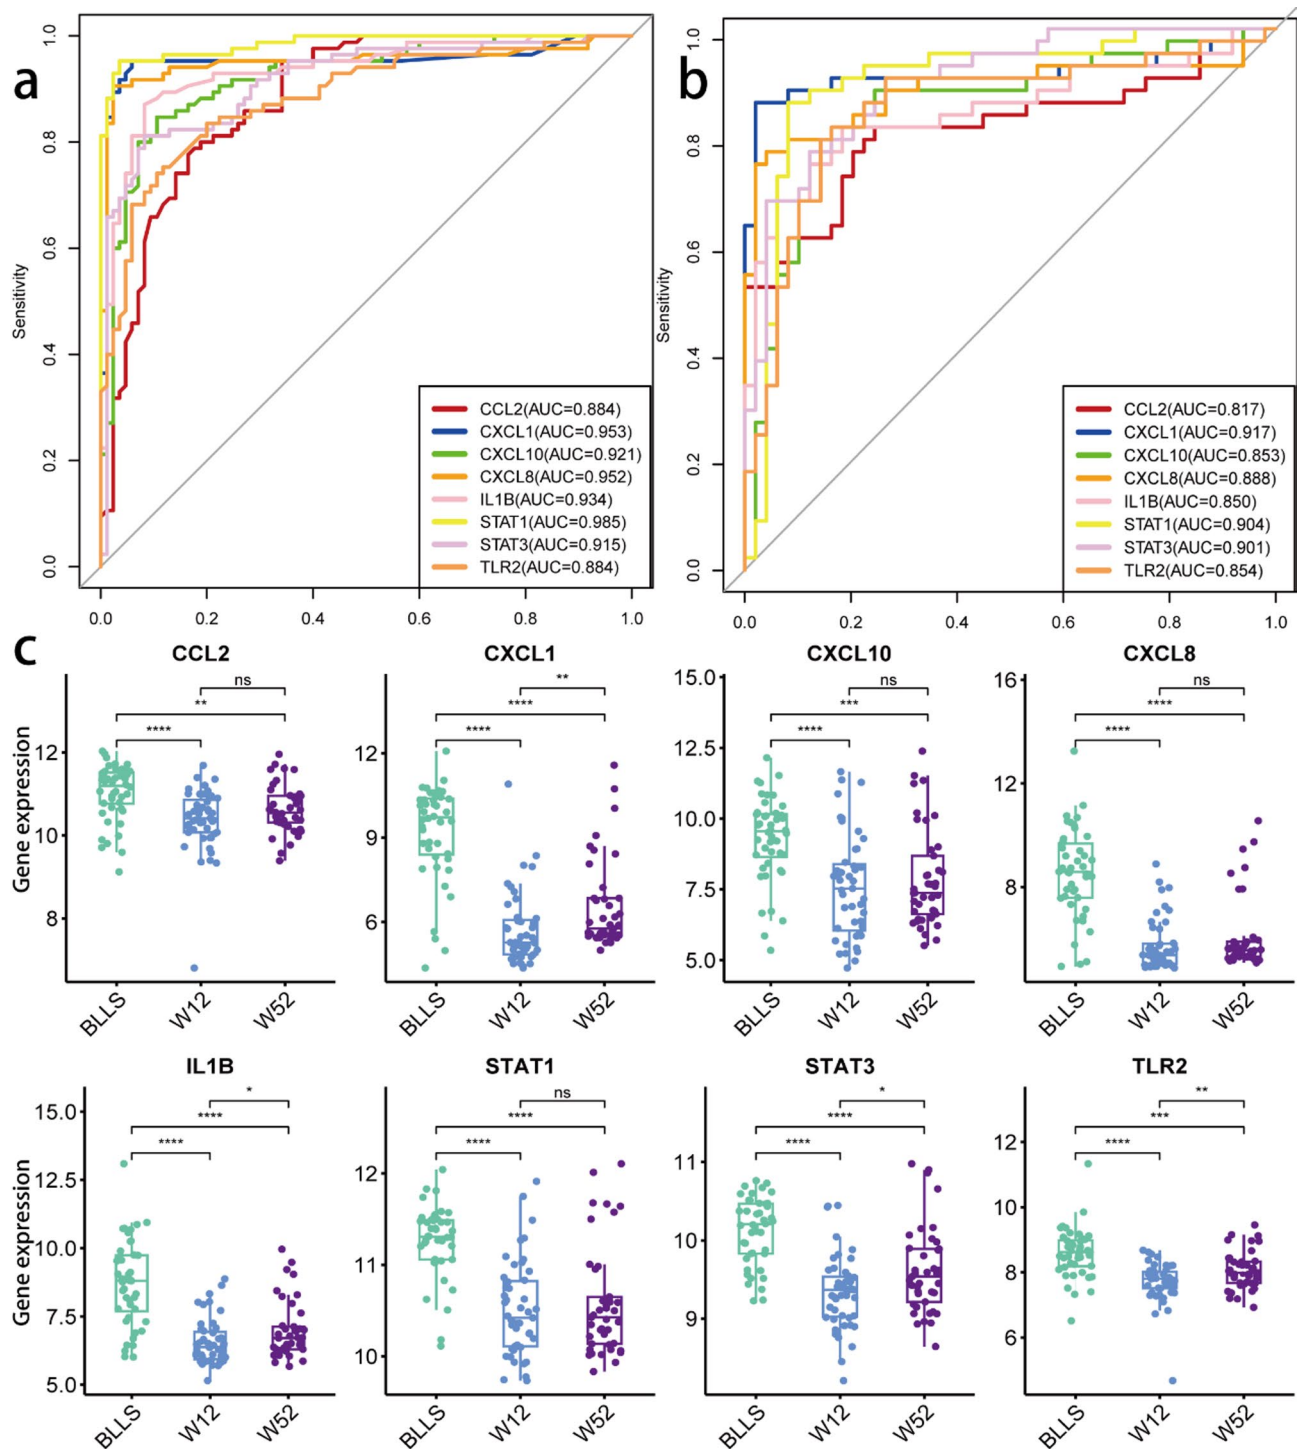 a
Sensitivity
1.0
0.8
0.6
0.4
0.2
0.0
CCL2(AUC=0.884)
CXCL1(AUC=0.953)
CXCL10(AUC=0.921)
CXCL8(AUC=0.952)
IL1B(AUC=0.934)
STAT1(AUC=0.985)
STAT3(AUC=0.915)
TLR2(AUC=0.884)
0.0 0.2 0.4 0.6 0.8 1.0
b
Sensitivity
1.0
0.8
0.6
0.4
0.2
0.0
CCL2(AUC=0.817)
CXCL1(AUC=0.917)
CXCL10(AUC=0.853)
CXCL8(AUC=0.888)
IL1B(AUC=0.850)
STAT1(AUC=0.904)
STAT3(AUC=0.901)
TLR2(AUC=0.854)
0.0 0.2 0.4 0.6 0.8 1.0
c
CCL2
ns
**
****
Gene expression
12
10
8
BLLS W12 W52
CXCL1
**
****
****
12
9
6
BLLS W12 W52
CXCL10
ns
***
****
15.0
12.5
10.0
7.5
5.0
BLLS W12 W52
CXCL8
ns
****
****
16
12
8
BLLS W12 W52
IL1B
*
****
****
Gene expression
15.0
12.5
10.0
7.5
5.0
BLLS W12 W52
STAT1
ns
****
****
12
11
10
BLLS W12 W52
STAT3
*
****
****
11
10
9
BLLS W12 W52
TLR2
**
***
****
12
10
8
6
BLLS W12 W52